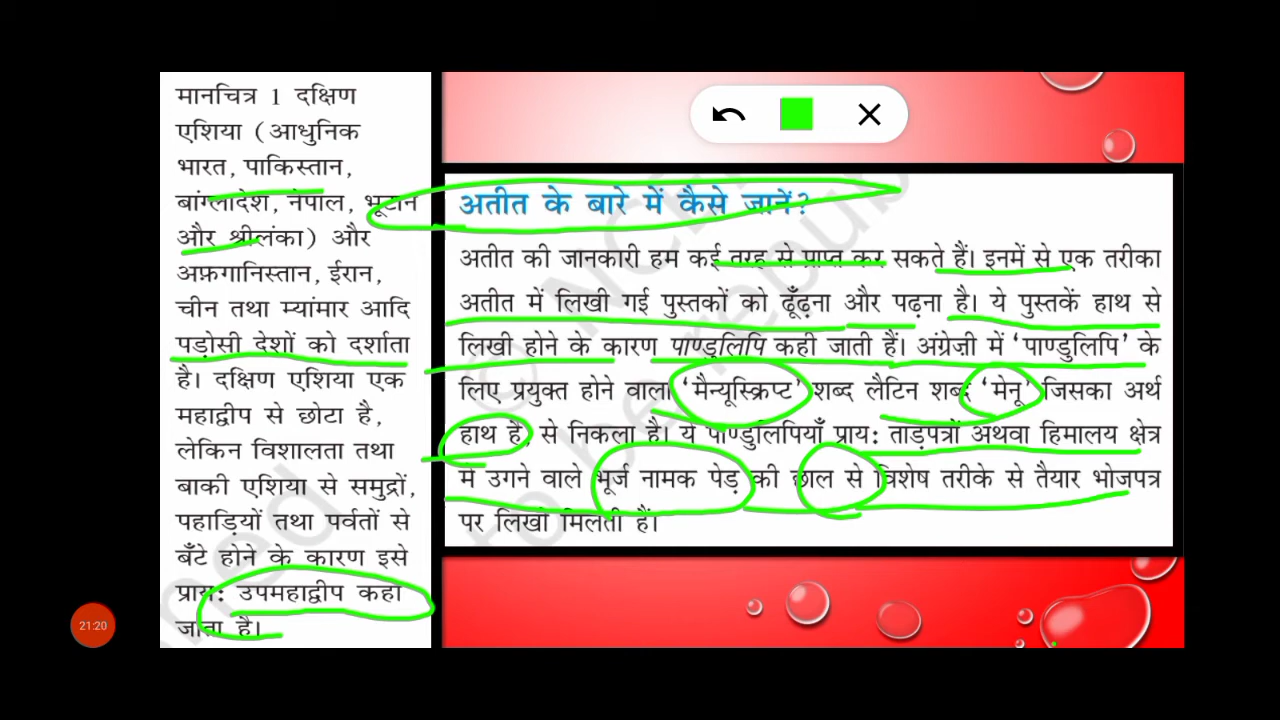 मानचित्र 1 दक्षिण
एशिया (आधुनिक
भारत, पाकिस्तान,
बांग्लादेश, नेपाल, भूटान
और श्रीलंका) और
अफ़गानिस्तान, ईरान,
चीन तथा म्यांमार आदि
पड़ोसी देशों को दर्शाता
है। दक्षिण एशिया एक
महाद्वीप से छोटा है,
लेकिन विशालता तथा
बाकी एशिया से समुद्रों,
पहाड़ियों तथा पर्वतों से
बँटे होने के कारण इसे
प्रायः उपमहाद्वीप कहा
जाता है।
अतीत के बारे में कैसे जानें?
अतीत की जानकारी हम कई तरह से प्राप्त कर सकते हैं। इनमें से एक तरीका
अतीत में लिखी गई पुस्तकों को ढूँढ़ना और पढ़ना है। ये पुस्तकें हाथ से
लिखी होने के कारण पाण्डुलिपि कही जाती हैं। अंग्रेज़ी में ‘पाण्डुलिपि’ के
लिए प्रयुक्त होने वाला ‘मैन्यूस्क्रिप्ट’ शब्द लैटिन शब्द ‘मेनू’ जिसका अर्थ
हाथ है, से निकला है। ये पाण्डुलिपियाँ प्रायः ताड़पत्रों अथवा हिमालय क्षेत्र
में उगने वाले भूर्ज नामक पेड़ की छाल से विशेष तरीके से तैयार भोजपत्र
पर लिखी मिलती हैं।
21:20